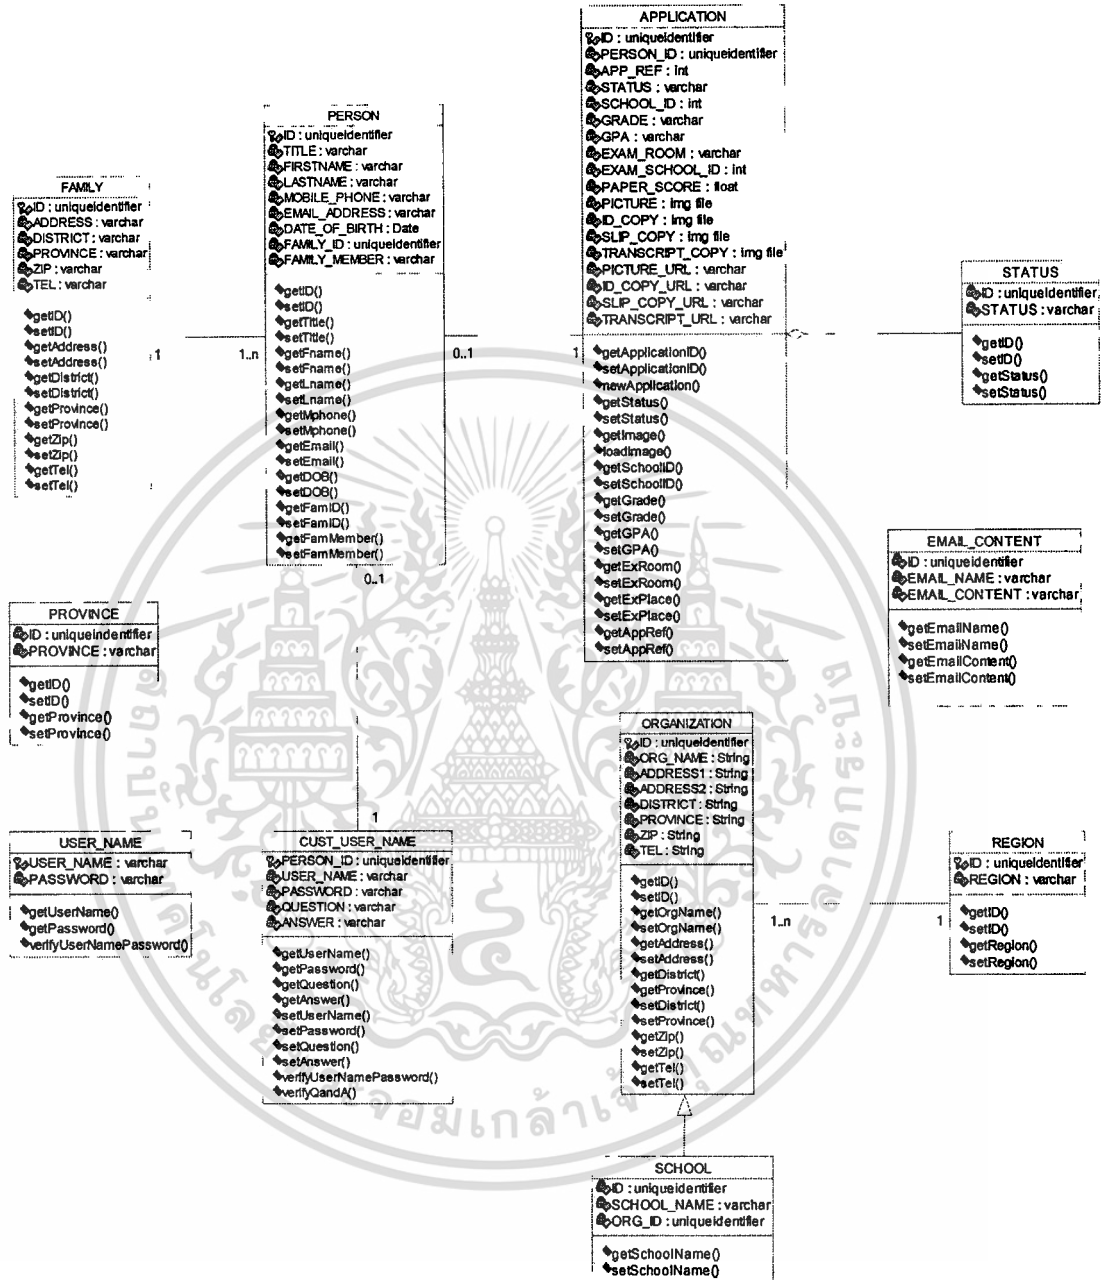 APPLICATION
ID : uniqueidentifier
PERSON_ID : uniqueidentifier
APP_REF : int
STATUS : varchar
SCHOOL_ID : int
GRADE : varchar
GPA : varchar
EXAM_ROOM : varchar
EXAM_SCHOOL_ID : int
PAPER_SCORE : float
PICTURE : img file
ID_COPY : img file
SLIP_COPY : img file
TRANSCRIPT_COPY : img file
PICTURE_URL : varchar
ID_COPY_URL : varchar
SLIP_COPY_URL : varchar
TRANSCRIPT_URL : varchar
getApplicationID()
setApplicationID()
newApplication()
getStatus()
setStatus()
getImage()
loadImage()
getSchoolID()
setSchoolID()
getGrade()
setGrade()
getGPA()
setGPA()
getExRoom()
setExRoom()
getExPlace()
setExPlace()
getAppRef()
setAppRef()
PERSON
ID : uniqueidentifier
TITLE : varchar
FIRSTNAME : varchar
LASTNAME : varchar
MOBILE_PHONE : varchar
EMAIL_ADDRESS : varchar
DATE_OF_BIRTH : Date
FAMILY_ID : uniqueidentifier
FAMILY_MEMBER : varchar
getID()
setID()
getTitle()
setTitle()
getFname()
setFname()
getLname()
setLname()
getMphone()
setMphone()
getEmail()
setEmail()
getDOB()
setDOB()
getFamID()
setFamID()
getFamMember()
setFamMember()
FAMILY
ID : uniqueidentifier
ADDRESS : varchar
DISTRICT : varchar
PROVINCE : varchar
ZIP : varchar
TEL : varchar
getID()
setID()
getAddress()
setAddress()
getDistrict()
setDistrict()
getProvince()
setProvince()
getZip()
setZip()
getTel()
setTel()
1
1..n
0..1
1
STATUS
ID : uniqueidentifier
STATUS : varchar
getID()
setID()
getStatus()
setStatus()
EMAIL_CONTENT
ID : uniqueidentifier
EMAIL_NAME : varchar
EMAIL_CONTENT : varchar
getEmailName()
setEmailName()
getEmailContent()
setEmailContent()
0..1
1
PROVINCE
ID : uniqueindentifier
PROVINCE : varchar
getID()
setID()
getProvince()
setProvince()
USER_NAME
USER_NAME : varchar
PASSWORD : varchar
getUserName()
getPassword()
verifyUserNamePassword()
CUST_USER_NAME
PERSON_ID : uniqueidentifier
USER_NAME : varchar
PASSWORD : varchar
QUESTION : varchar
ANSWER : varchar
getUserName()
getPassword()
getQuestion()
getAnswer()
setUserName()
setPassword()
setQuestion()
setAnswer()
verifyUserNamePassword()
verifyQandA()
ORGANIZATION
ID : uniqueidentifier
ORG_NAME : String
ADDRESS1 : String
ADDRESS2 : String
DISTRICT : String
PROVINCE : String
ZIP : String
TEL : String
getID()
setID()
getOrgName()
setOrgName()
getAddress()
setAddress()
getDistrict()
getProvince()
setDistrict()
setProvince()
getZip()
setZip()
getTel()
setTel()
1..n
1
REGION
ID : uniqueidentifier
REGION : varchar
getID()
setID()
getRegion()
setRegion()
SCHOOL
ID : uniqueidentifier
SCHOOL_NAME : varchar
ORG_ID : uniqueidentifier
getSchoolName()
setSchoolName()